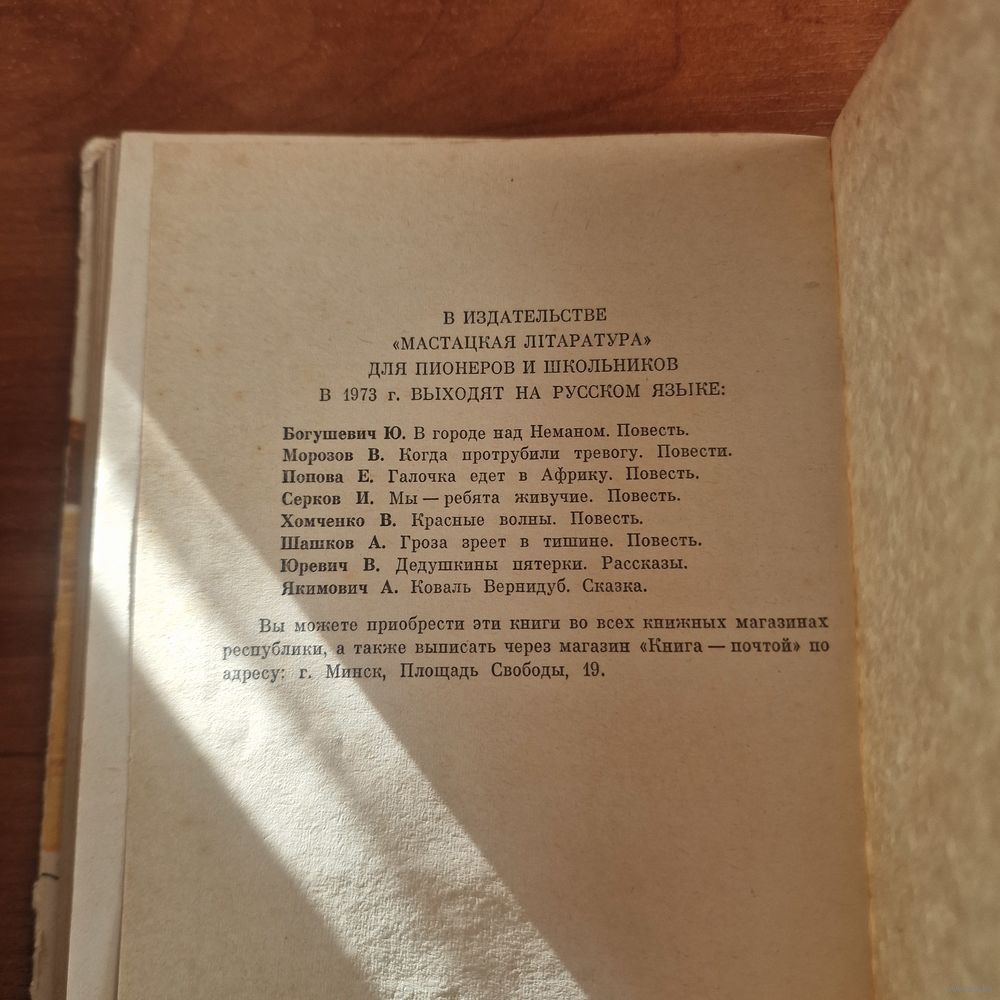 В ИЗДАТЕЛЬСТВЕ
«МАСТАЦКАЯ ЛІТАРАТУРА»
ДЛЯ ПИОНЕРОВ И ШКОЛЬНИКОВ
В 1973 г. ВЫХОДЯТ НА РУССКОМ ЯЗЫКЕ:
Богушевич Ю. В городе над Неманом. Повесть.
Морозов В. Когда протрубили тревогу. Повести.
Попова Е. Галочка едет в Африку. Повесть.
Серков И. Мы — ребята живучие. Повесть.
Хомченко В. Красные волны. Повесть.
Шашков А. Гроза зреет в тишине. Повесть.
Юревич В. Дедушкины пятерки. Рассказы.
Якимович А. Коваль Вернидуб. Сказка.
Вы можете приобрести эти книги во всех книжных магазинах
республики, а также выписать через магазин «Книга — почтой» по
адресу: г. Минск, Площадь Свободы, 19.